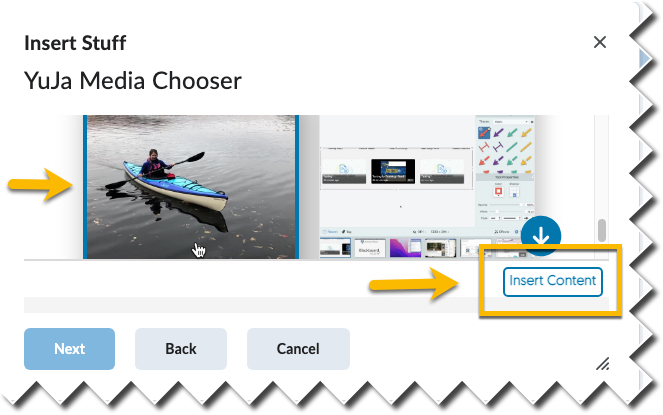 Insert Stuff
YuJa Media Chooser
Insert Content
Next
Back
Cancel